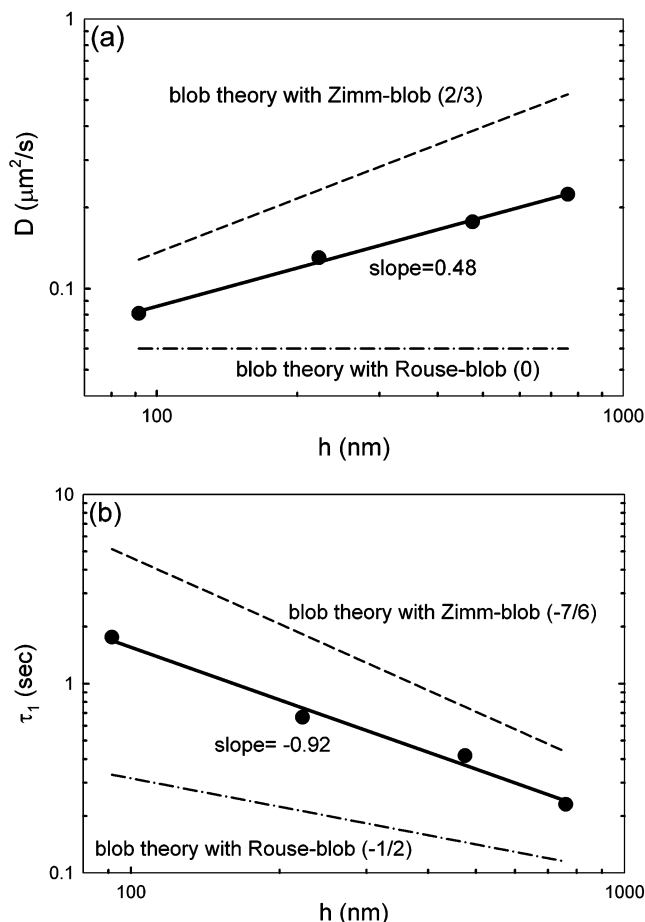 (a)
1
blob theory with Zimm-blob (2/3)
D (μm²/s)
slope=0.48
0.1
blob theory with Rouse-blob (0)
100
1000
h (nm)
(b)
10
blob theory with Zimm-blob (-7/6)
τ₁ (sec)
1
slope= -0.92
blob theory with Rouse-blob (-1/2)
0.1
100
1000
h (nm)